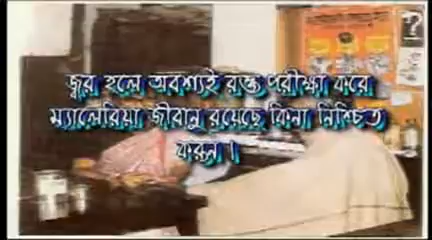 জ্বর হলে অবশ্যই রক্ত পরীক্ষা করে
ম্যালেরিয়া জীবানু রয়েছে কিনা নিশ্চিত
করুন ।
?